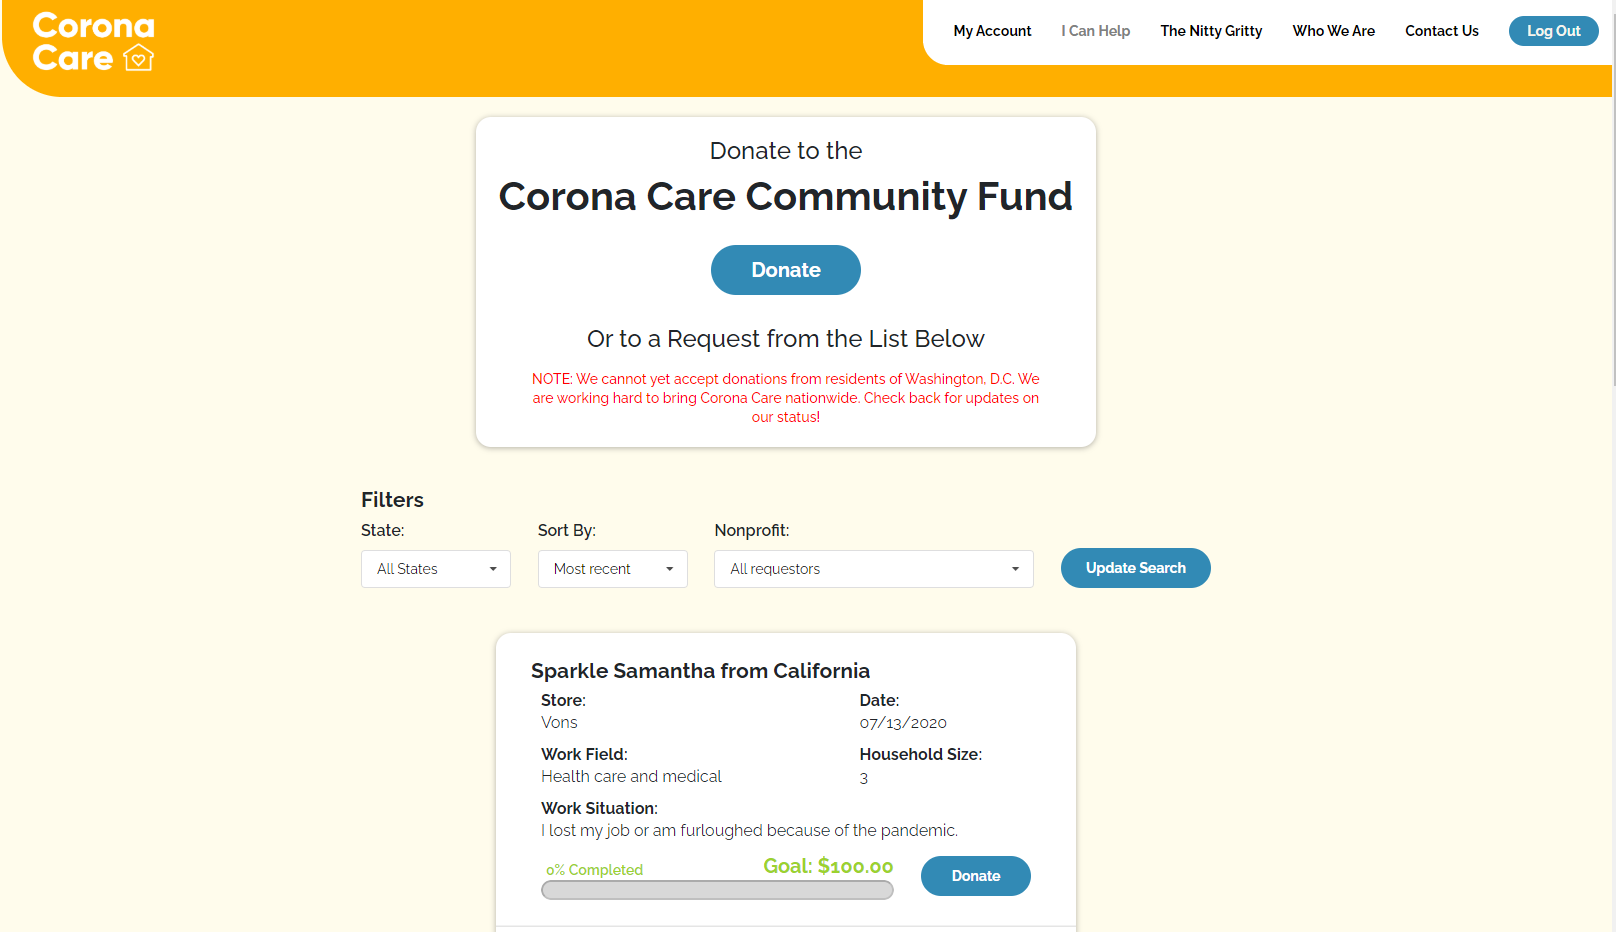 Corona
Care
My Account
I Can Help
The Nitty Gritty
Who We Are
Contact Us
Log Out
Donate to the
Corona Care Community Fund
Donate
Or to a Request from the List Below
NOTE: We cannot yet accept donations from residents of Washington, D.C. We
are working hard to bring Corona Care nationwide. Check back for updates on
our status!
Filters
State:
Sort By:
Nonprofit:
All States
Most recent
All requestors
Update Search
Sparkle Samantha from California
Store:
Date:
Vons
07/13/2020
Work Field:
Household Size:
Health care and medical
3
Work Situation:
I lost my job or am furloughed because of the pandemic.
0% Completed
Goal: $100.00
Donate